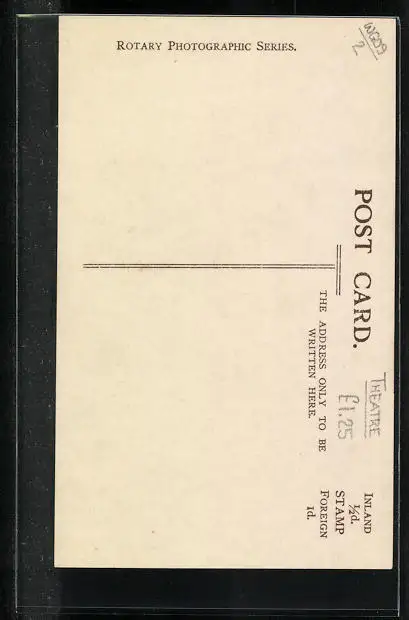 ROTARY PHOTOGRAPHIC SERIES.
WG09
2
POST CARD.
THE ADDRESS ONLY TO BE
WRITTEN HERE.
THEATRE
£1.25
INLAND
½d.
STAMP
FOREIGN
1d.